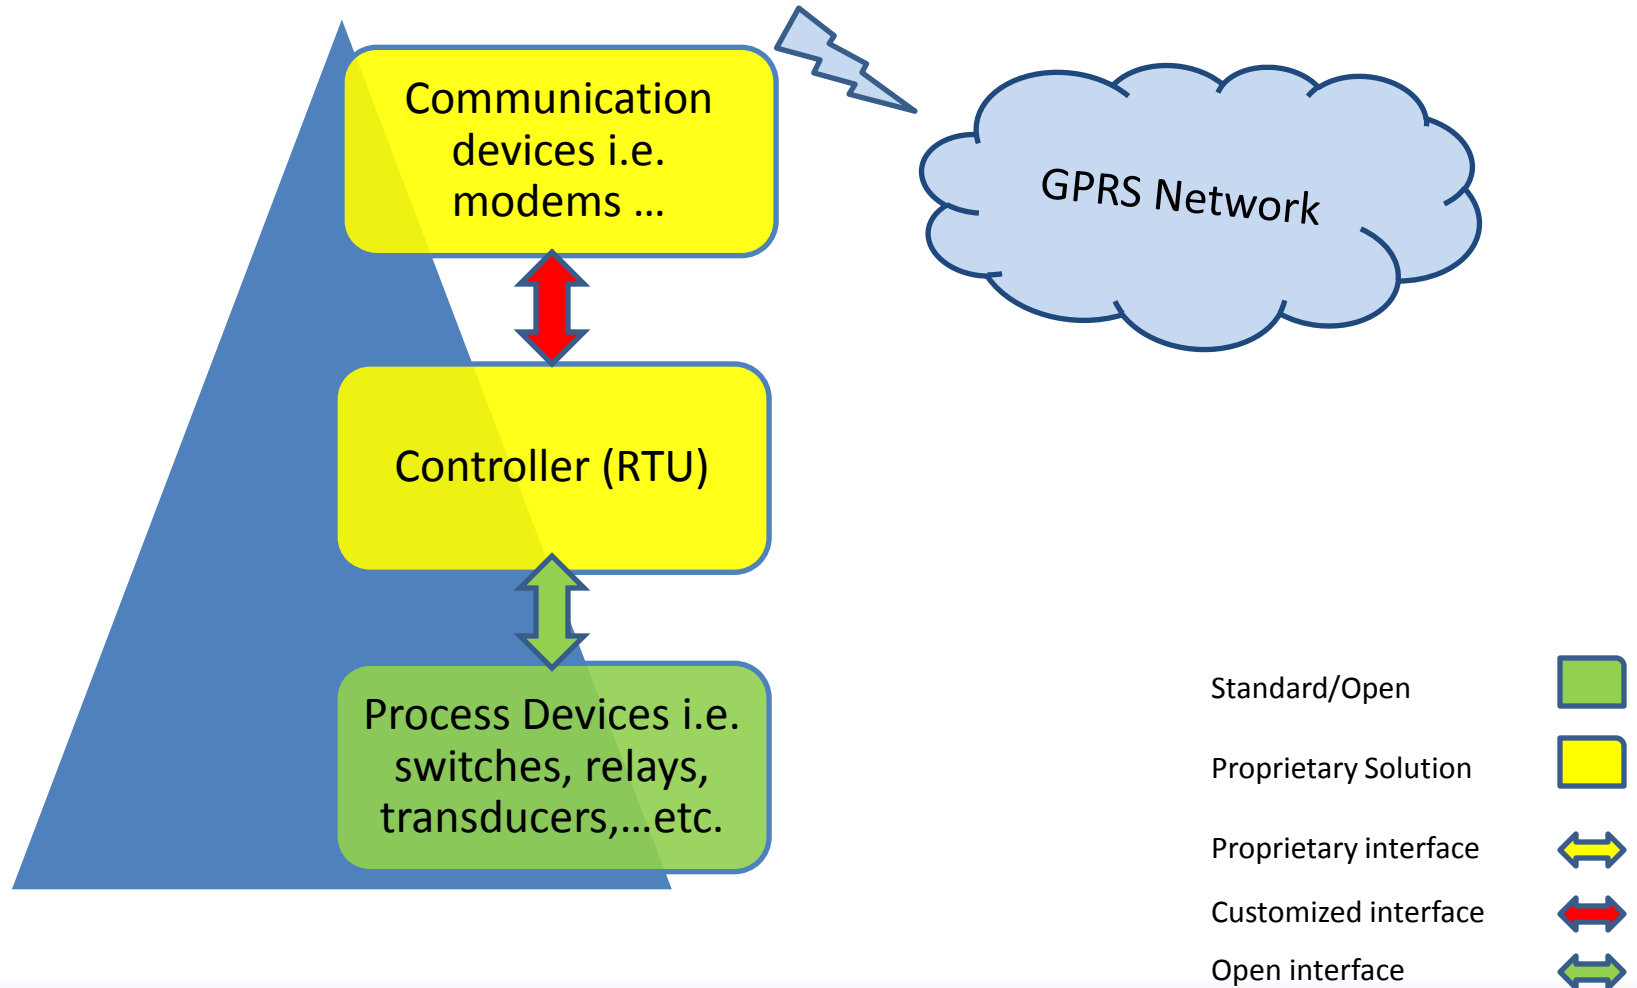 Communication
devices i.e.
modems ...
GPRS Network
Controller (RTU)
Process Devices i.e.
switches, relays,
transducers,...etc.
Standard/Open
Proprietary Solution
Proprietary interface
Customized interface
Open interface